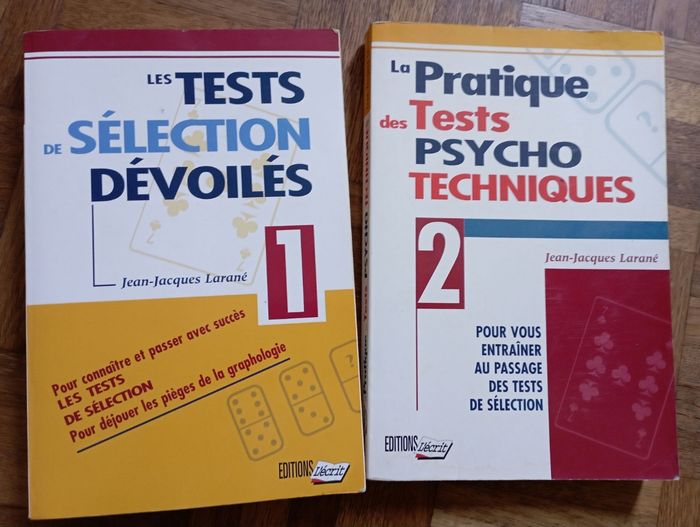 LES TESTS
DE SÉLECTION
DÉVOILÉS
1
Jean-Jacques Larané
Pour connaître et passer avec succès
LES TESTS
DE SÉLECTION
Pour déjouer les pièges de la graphologie
EDITIONS L'écrit
La Pratique
des Tests
PSYCHO
TECHNIQUES
2
Jean-Jacques Larané
POUR VOUS
ENTRAÎNER
AU PASSAGE
DES TESTS
DE SÉLECTION
EDITIONS L'écrit